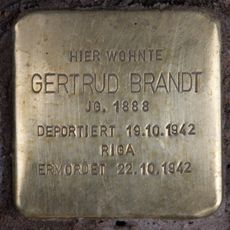 HIER WOHNTE
GERTRUD BRANDT
JG. 1888
DEPORTIERT 19.10.1942
RIGA
ERMORDET 22.10.1942